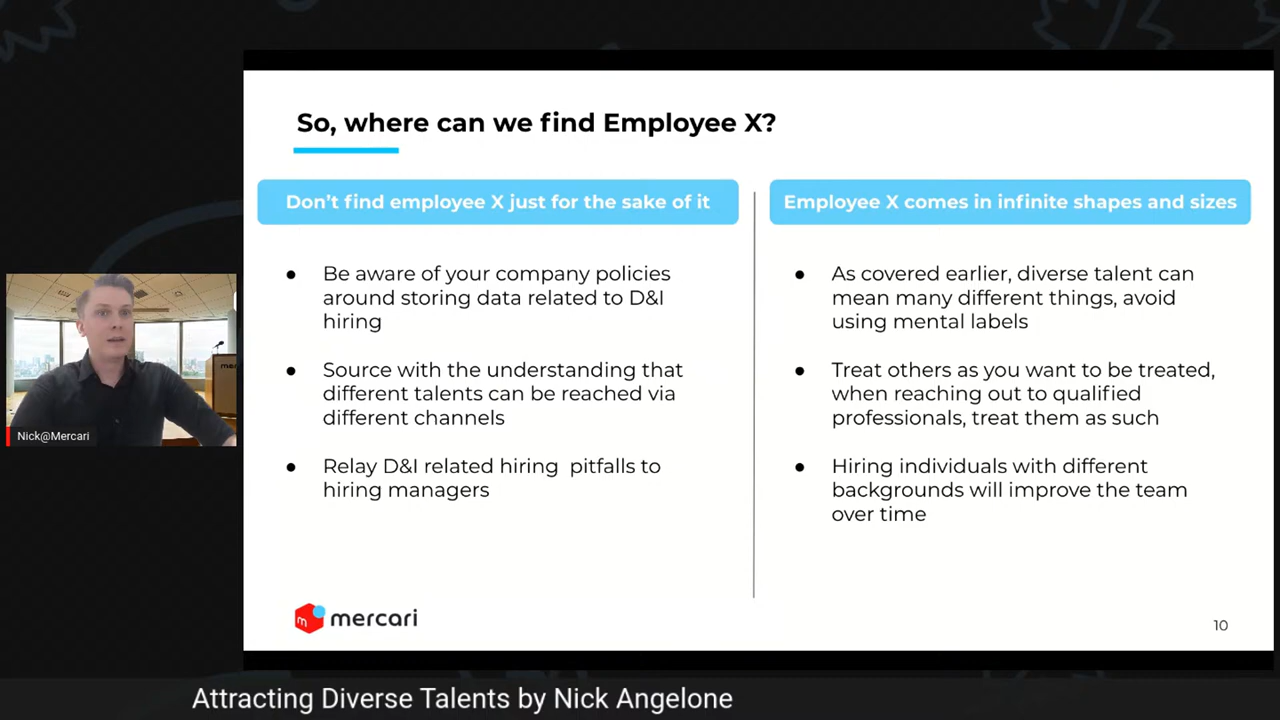 So, where can we find Employee X?
Don’t find employee X just for the sake of it
● Be aware of your company policies
around storing data related to D&I
hiring
● Source with the understanding that
different talents can be reached via
different channels
● Relay D&I related hiring  pitfalls to
hiring managers
Employee X comes in infinite shapes and sizes
● As covered earlier, diverse talent can
mean many different things, avoid
using mental labels
● Treat others as you want to be treated,
when reaching out to qualified
professionals, treat them as such
● Hiring individuals with different
backgrounds will improve the team
over time
m mercari
10
mer
Nick@Mercari
Attracting Diverse Talents by Nick Angelone